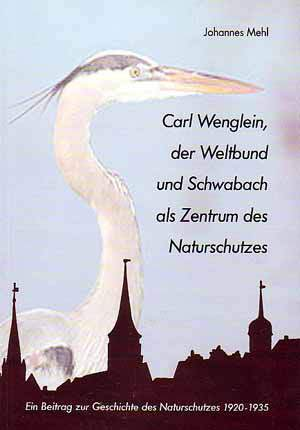 Johannes Mehl
Carl Wenglein,
der Weltbund
und Schwabach
als Zentrum des
Naturschutzes
Ein Beitrag zur Geschichte des Naturschutzes 1920-1935